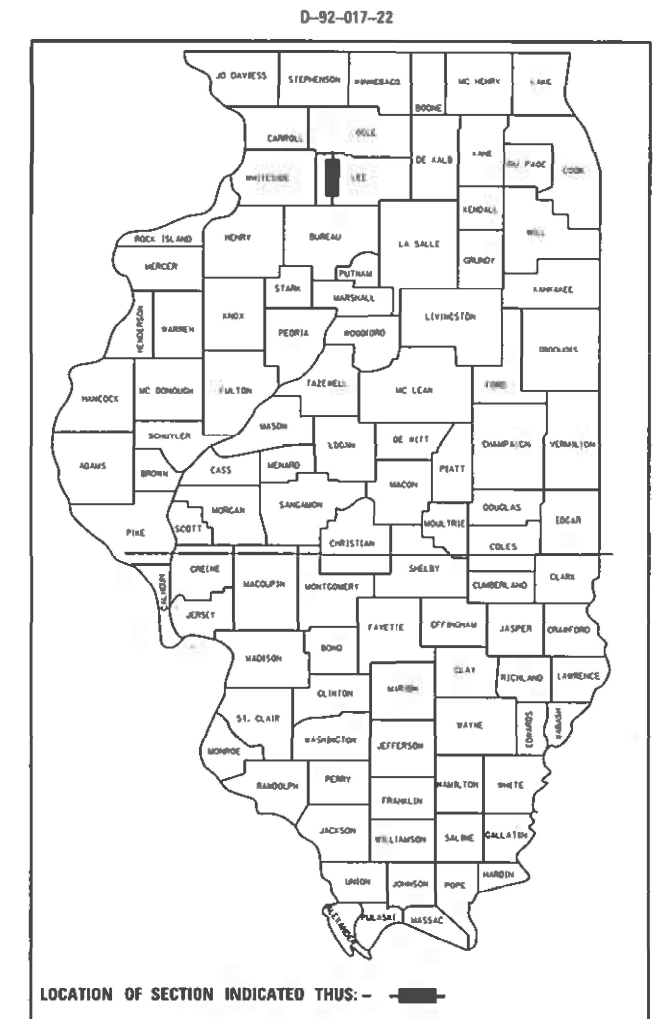 D-92-017-22
JO DAVIESS STEPHENSON WINNEBAGO MC HENRY LAKE
BOONE
CARROLL OGLE
DE KALB KANE DU PAGE COOK
WHITESIDE LEE
KENDALL
WILL
ROCK ISLAND HENRY BUREAU LA SALLE
GRUNDY
MERCER PUTNAM
STARK MARSHALL KANKAKEE
HENDERSON WARREN KNOX PEORIA WOODFORD LIVINGSTON
IROQUOIS
HANCOCK MC DONOUGH FULTON TAZEWELL MC LEAN FORD
MASON
SCHUYLER LOGAN DE WITT CHAMPAIGN VERMILION
ADAMS BROWN CASS MENARD PIATT
MACON
MORGAN SANGAMON DOUGLAS EDGAR
PIKE SCOTT MOULTRIE
CHRISTIAN COLES
GREENE SHELBY CLARK
CALHOUN MACOUPIN MONTGOMERY CUMBERLAND
JERSEY
FAYETTE EFFINGHAM JASPER CRAWFORD
MADISON BOND
CLAY RICHLAND LAWRENCE
CLINTON MARION
ST. CLAIR WAYNE EDWARDS WABASH
WASHINGTON JEFFERSON
MONROE
RANDOLPH PERRY HAMILTON WHITE
FRANKLIN
JACKSON WILLIAMSON SALINE GALLATIN
UNION JOHNSON POPE HARDIN
ALEXANDER PULASKI MASSAC
LOCATION OF SECTION INDICATED THUS: -